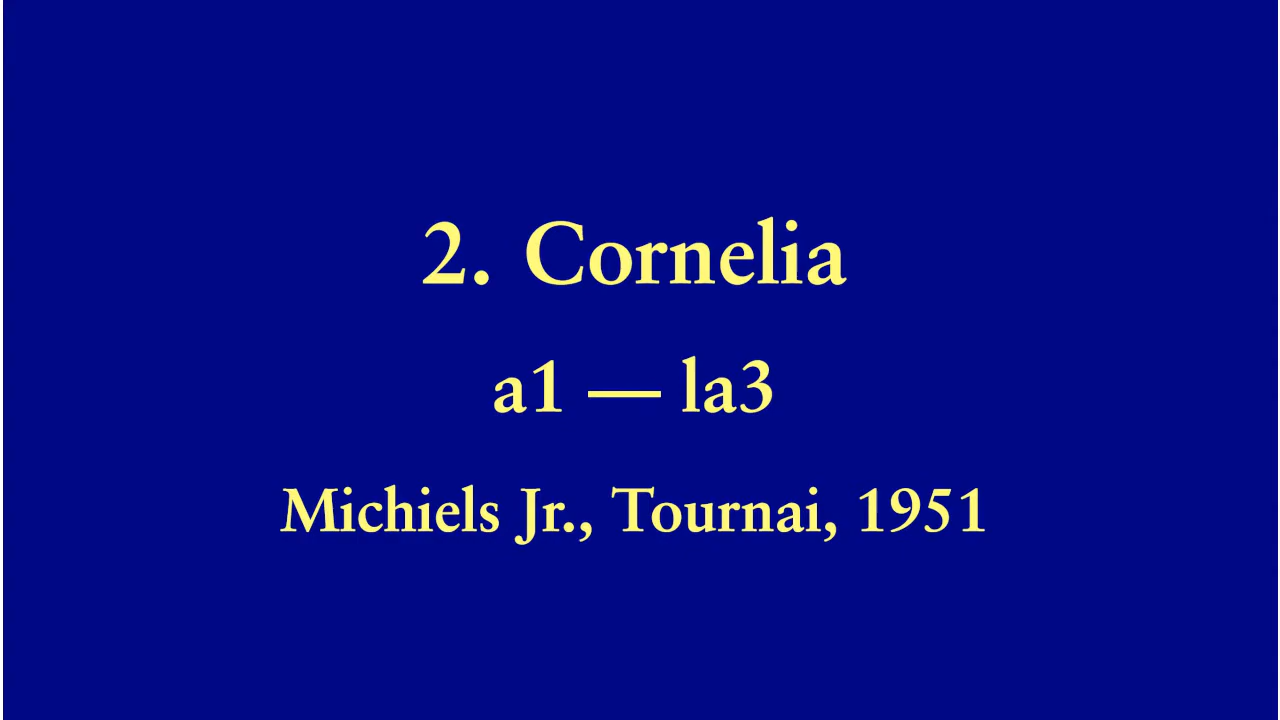 2. Cornelia
a1 — la3
Michiels Jr., Tournai, 1951